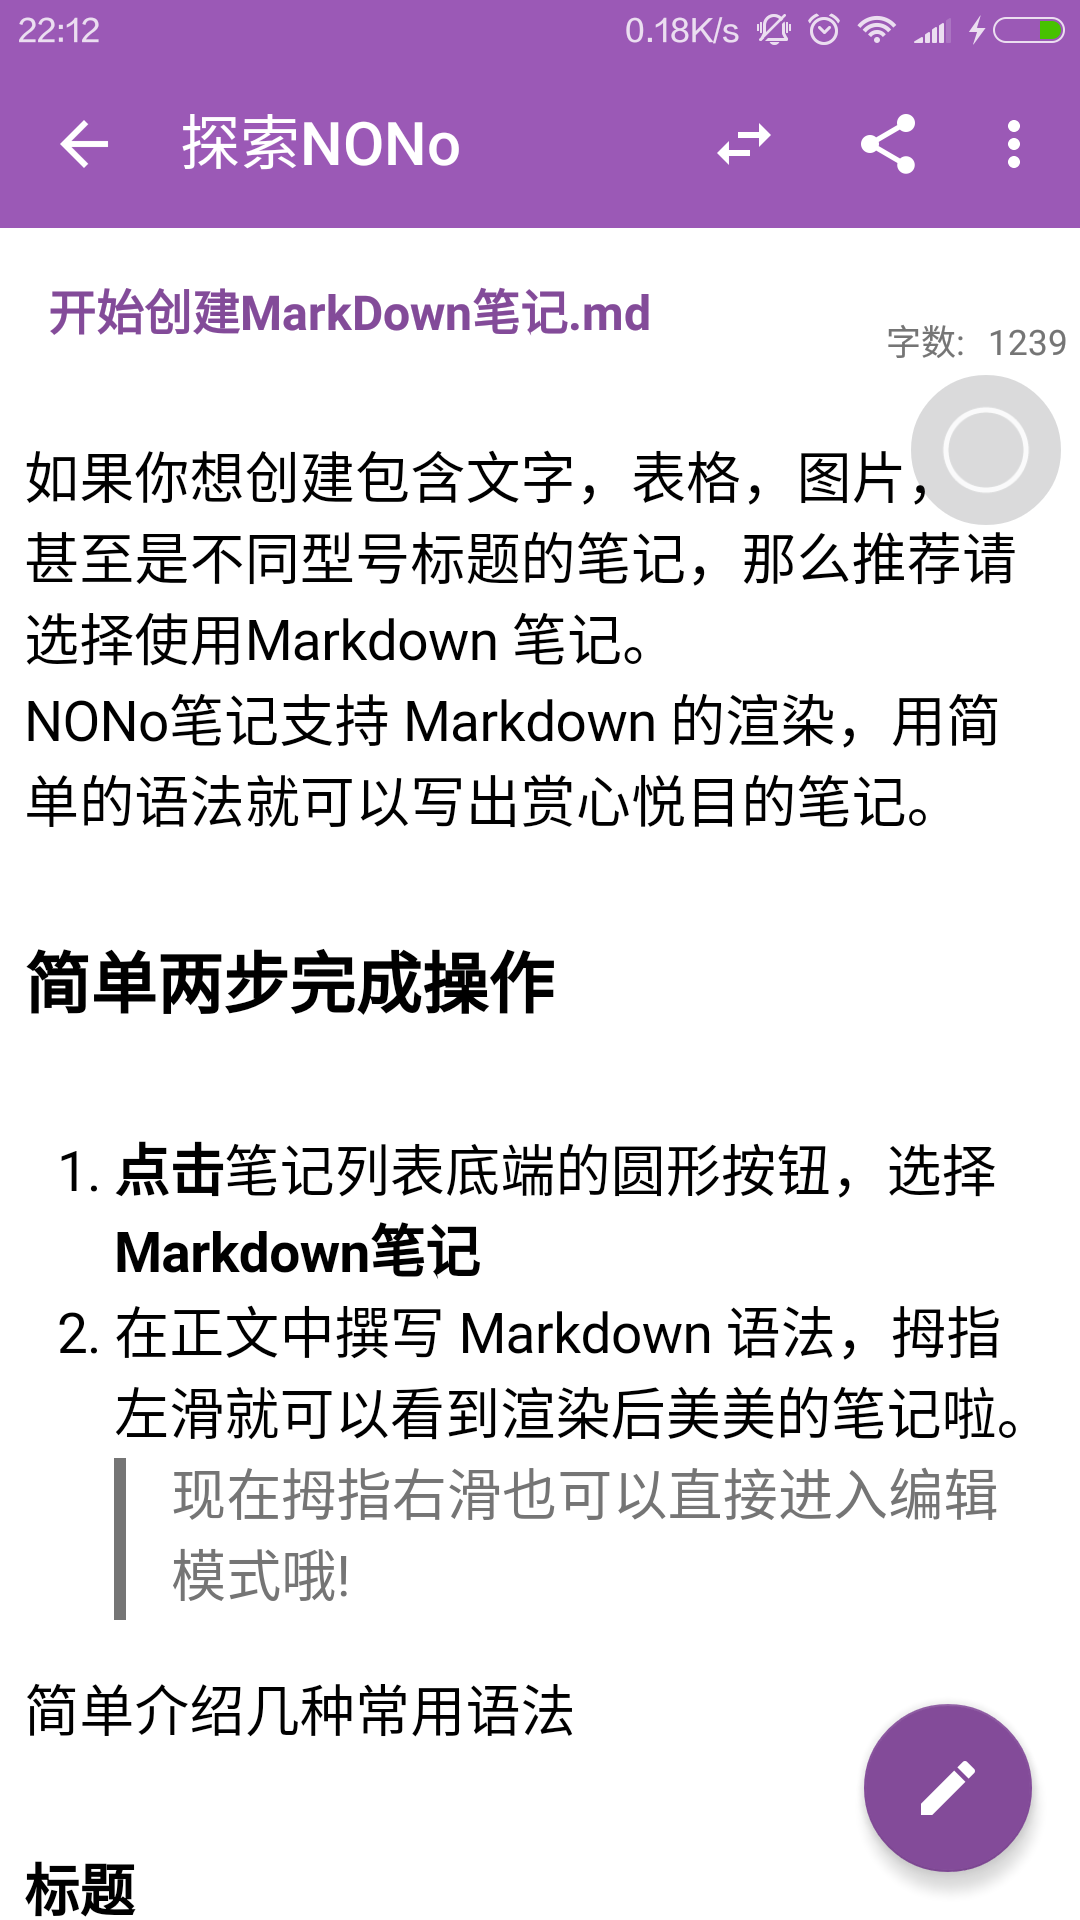 22:12
0.18K/s
探索NONo
开始创建MarkDown笔记.md
字数: 1239
如果你想创建包含文字，表格，图片，
甚至是不同型号标题的笔记，那么推荐请
选择使用Markdown 笔记。
NONo笔记支持 Markdown 的渲染，用简
单的语法就可以写出赏心悦目的笔记。
简单两步完成操作
1. 点击笔记列表底端的圆形按钮，选择
Markdown笔记
2. 在正文中撰写 Markdown 语法，拇指
左滑就可以看到渲染后美美的笔记啦。
现在拇指右滑也可以直接进入编辑
模式哦!
简单介绍几种常用语法
标题